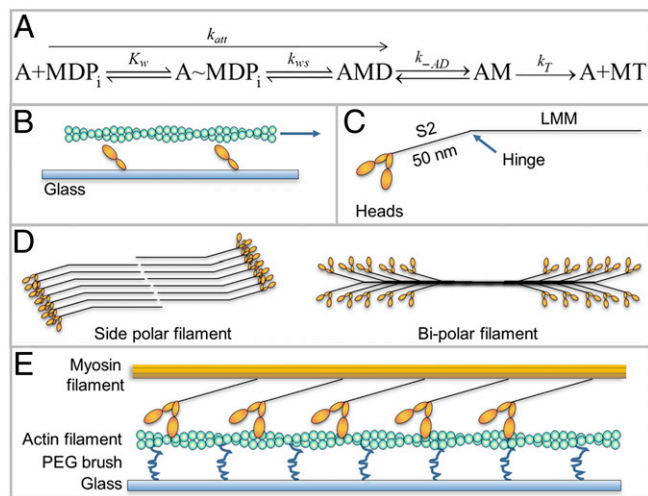 A
k_att
A+MDP_i K_w A~MDP_i k_ws AMD k_-AD AM k_T A+MT
B
Glass
C
S2
50 nm
LMM
Hinge
Heads
D
Side polar filament
Bi-polar filament
E
Myosin
filament
Actin filament
PEG brush
Glass